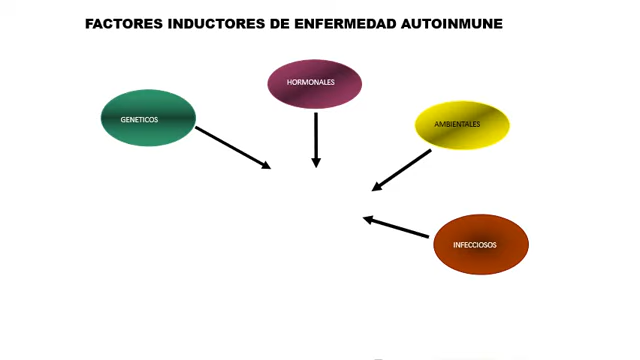 FACTORES INDUCTORES DE ENFERMEDAD AUTOINMUNE
HORMONALES
GENETICOS
AMBIENTALES
INFECCIOSOS